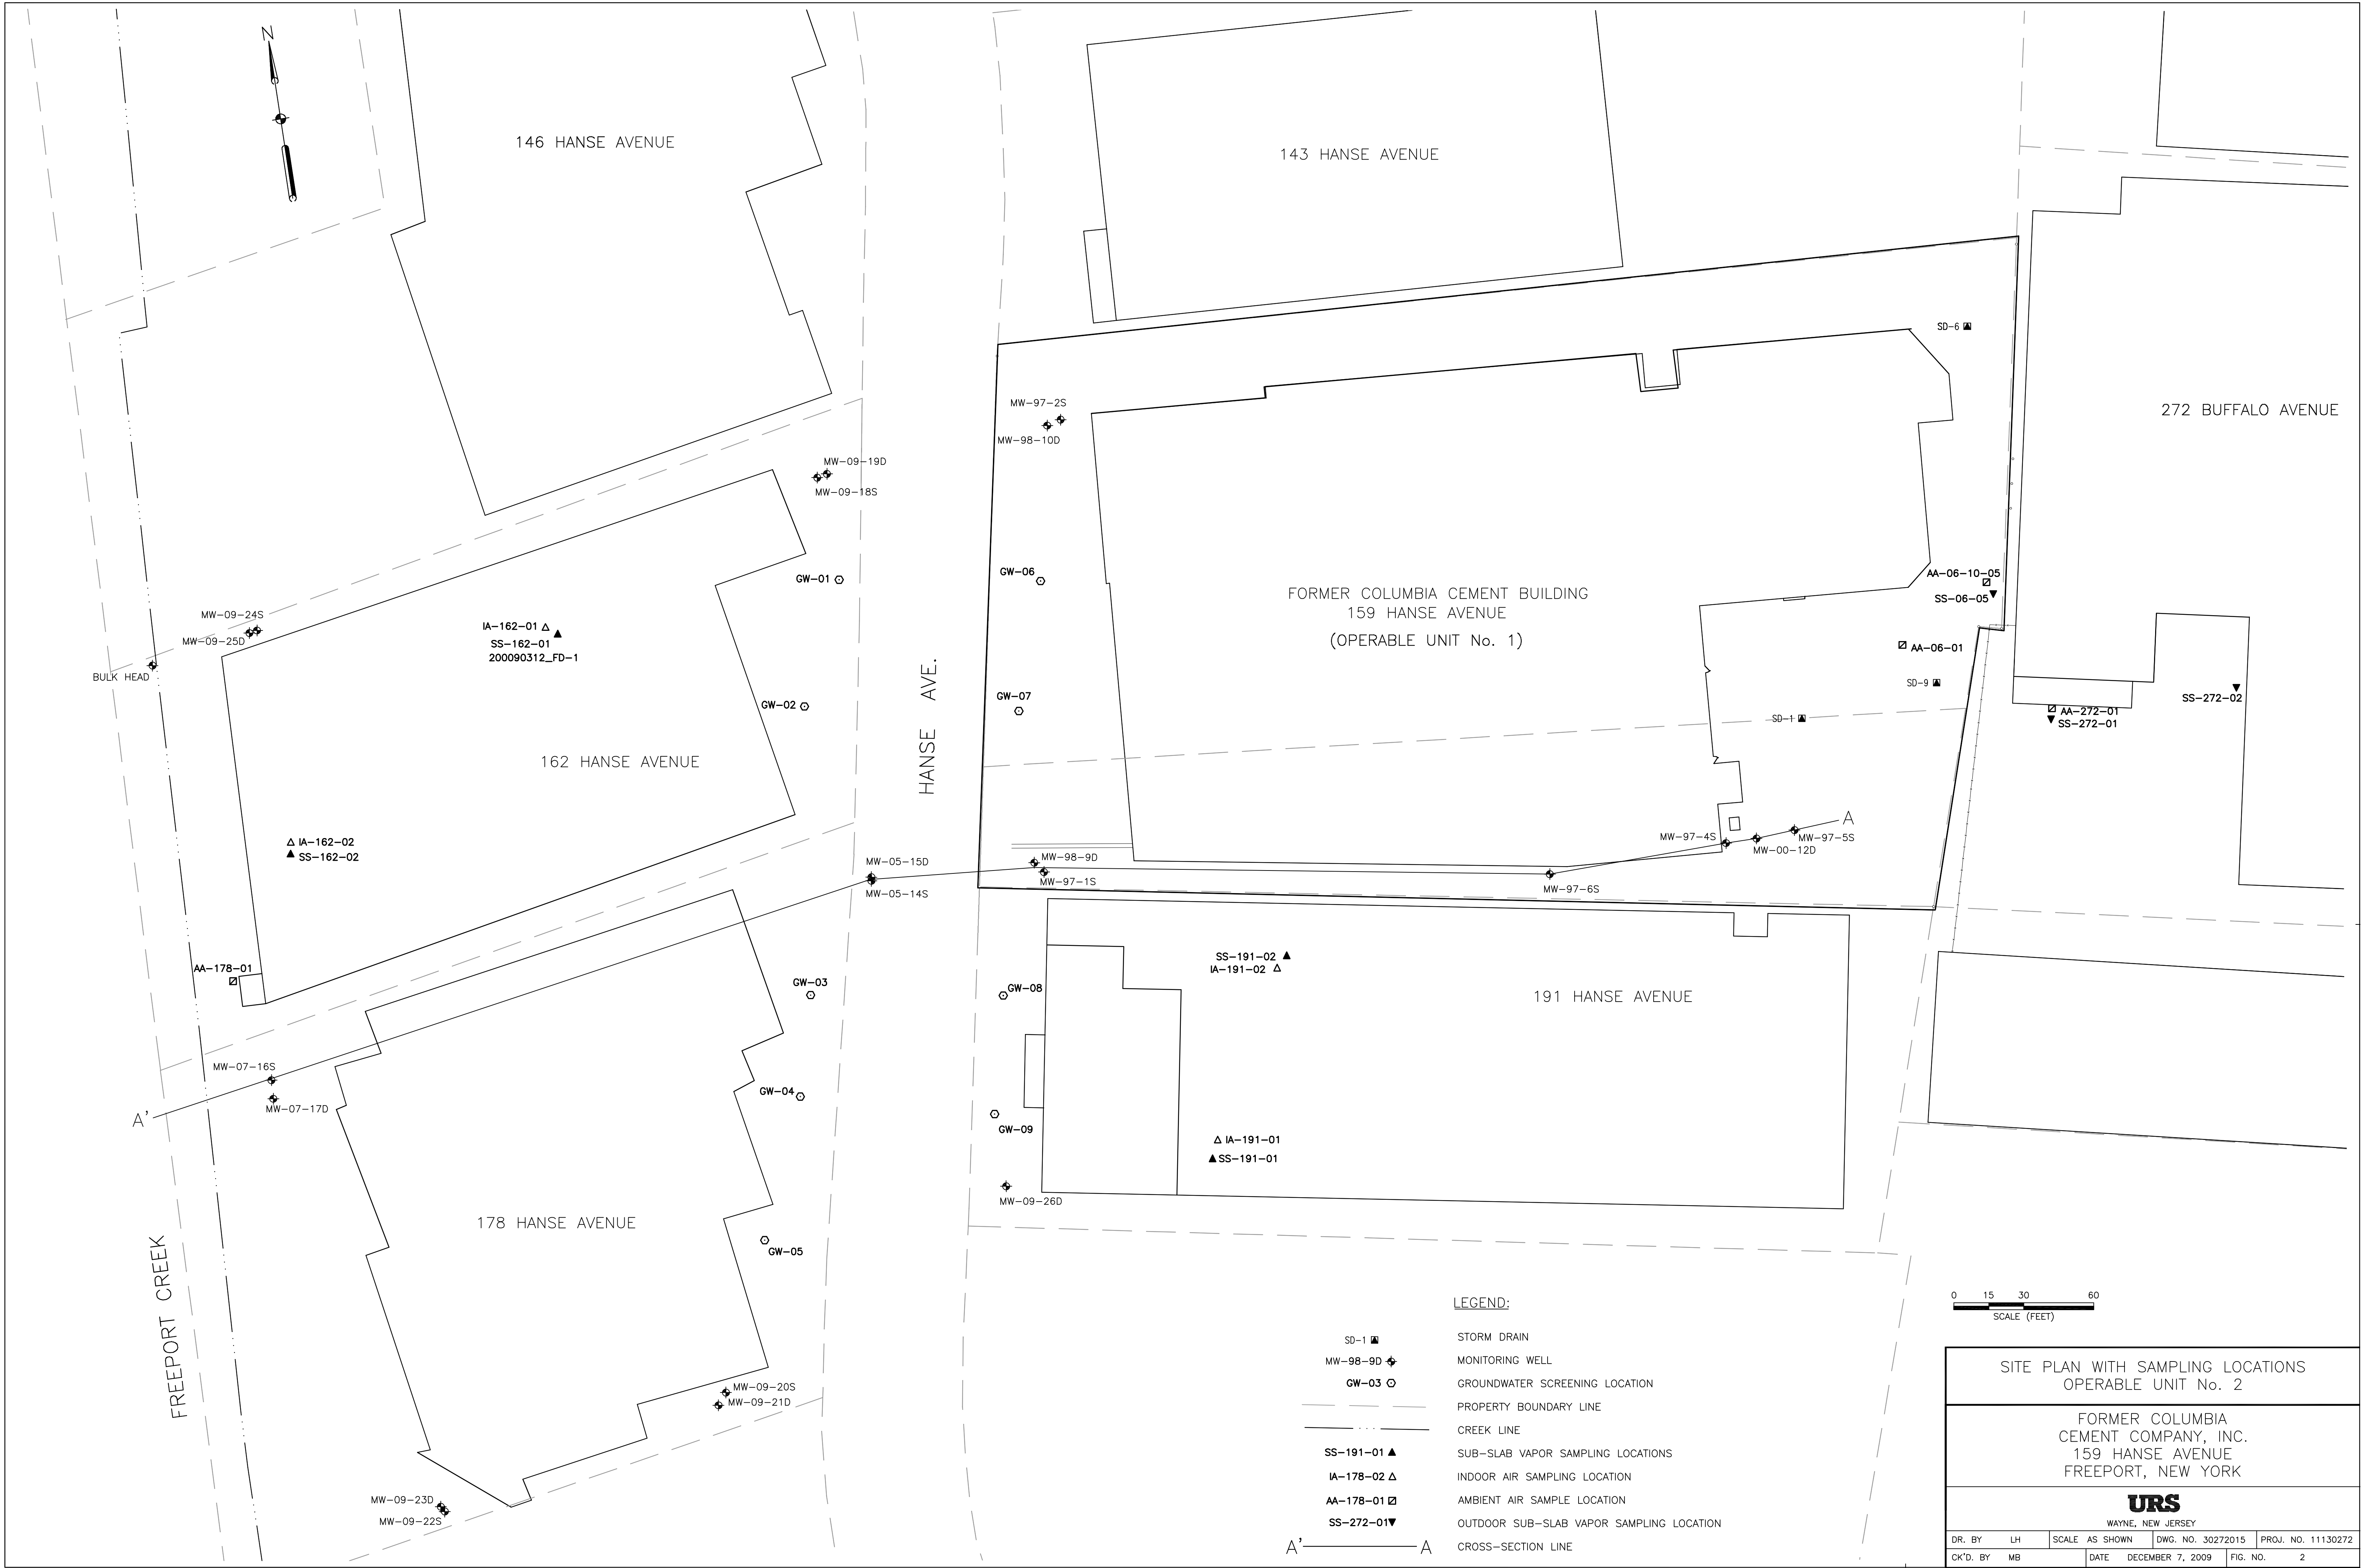 N
146 HANSE AVENUE
143 HANSE AVENUE
SD-6
272 BUFFALO AVENUE
MW-97-2S
MW-98-10D
MW-09-19D
MW-09-18S
GW-01
GW-06
FORMER COLUMBIA CEMENT BUILDING
159 HANSE AVENUE
(OPERABLE UNIT No. 1)
AA-06-10-05
SS-06-05
AA-06-01
SD-9
SD-1
MW-09-24S
MW-09-25D
BULK HEAD
IA-162-01
SS-162-01
200090312_FD-1
GW-02
GW-07
HANSE AVE.
SS-272-02
AA-272-01
SS-272-01
162 HANSE AVENUE
IA-162-02
SS-162-02
MW-05-15D
MW-05-14S
MW-98-9D
MW-97-1S
MW-97-6S
MW-97-4S
MW-00-12D
MW-97-5S
A
AA-178-01
GW-03
GW-08
SS-191-02
IA-191-02
191 HANSE AVENUE
MW-07-16S
MW-07-17D
A'
GW-04
GW-09
IA-191-01
SS-191-01
MW-09-26D
178 HANSE AVENUE
GW-05
FREEPORT CREEK
MW-09-20S
MW-09-21D
MW-09-23D
MW-09-22S
LEGEND:
SD-1 STORM DRAIN
MW-98-9D MONITORING WELL
GW-03 GROUNDWATER SCREENING LOCATION
PROPERTY BOUNDARY LINE
CREEK LINE
SS-191-01 SUB-SLAB VAPOR SAMPLING LOCATIONS
IA-178-02 INDOOR AIR SAMPLING LOCATION
AA-178-01 AMBIENT AIR SAMPLE LOCATION
SS-272-01 OUTDOOR SUB-SLAB VAPOR SAMPLING LOCATION
A' A CROSS-SECTION LINE
0 15 30 60
SCALE (FEET)
SITE PLAN WITH SAMPLING LOCATIONS
OPERABLE UNIT No. 2
FORMER COLUMBIA
CEMENT COMPANY, INC.
159 HANSE AVENUE
FREEPORT, NEW YORK
URS
WAYNE, NEW JERSEY
DR. BY LH SCALE AS SHOWN DWG. NO. 30272015 PROJ. NO. 11130272
CK'D. BY MB DATE DECEMBER 7, 2009 FIG. NO. 2